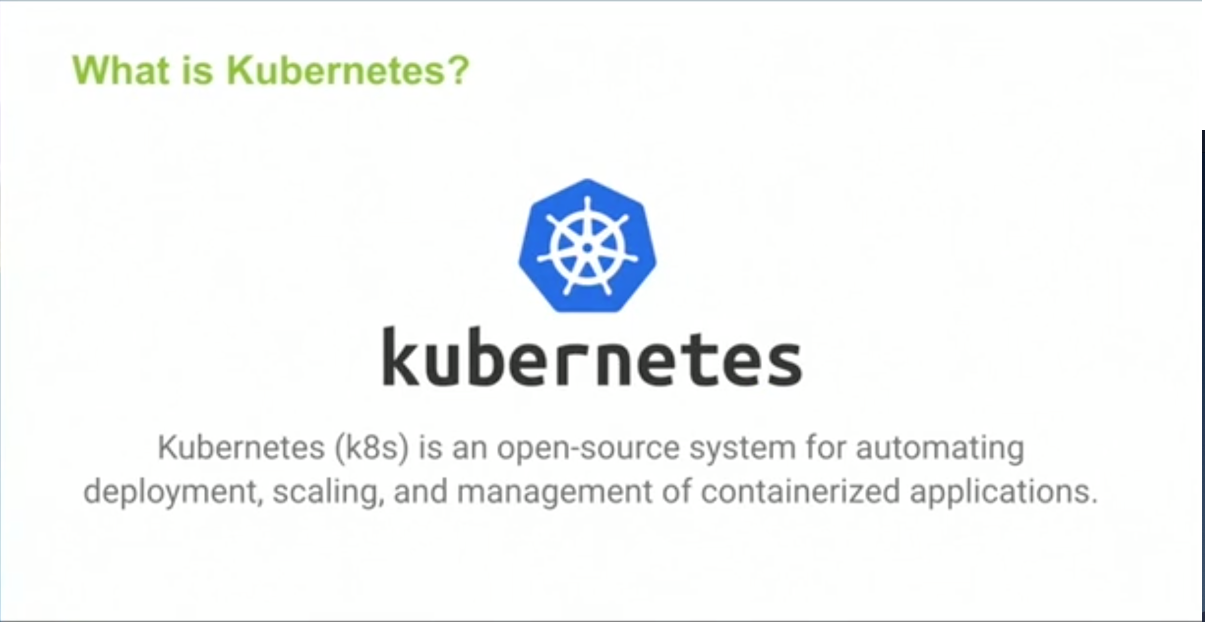 What is Kubernetes?
kubernetes
Kubernetes (k8s) is an open-source system for automating
deployment, scaling, and management of containerized applications.